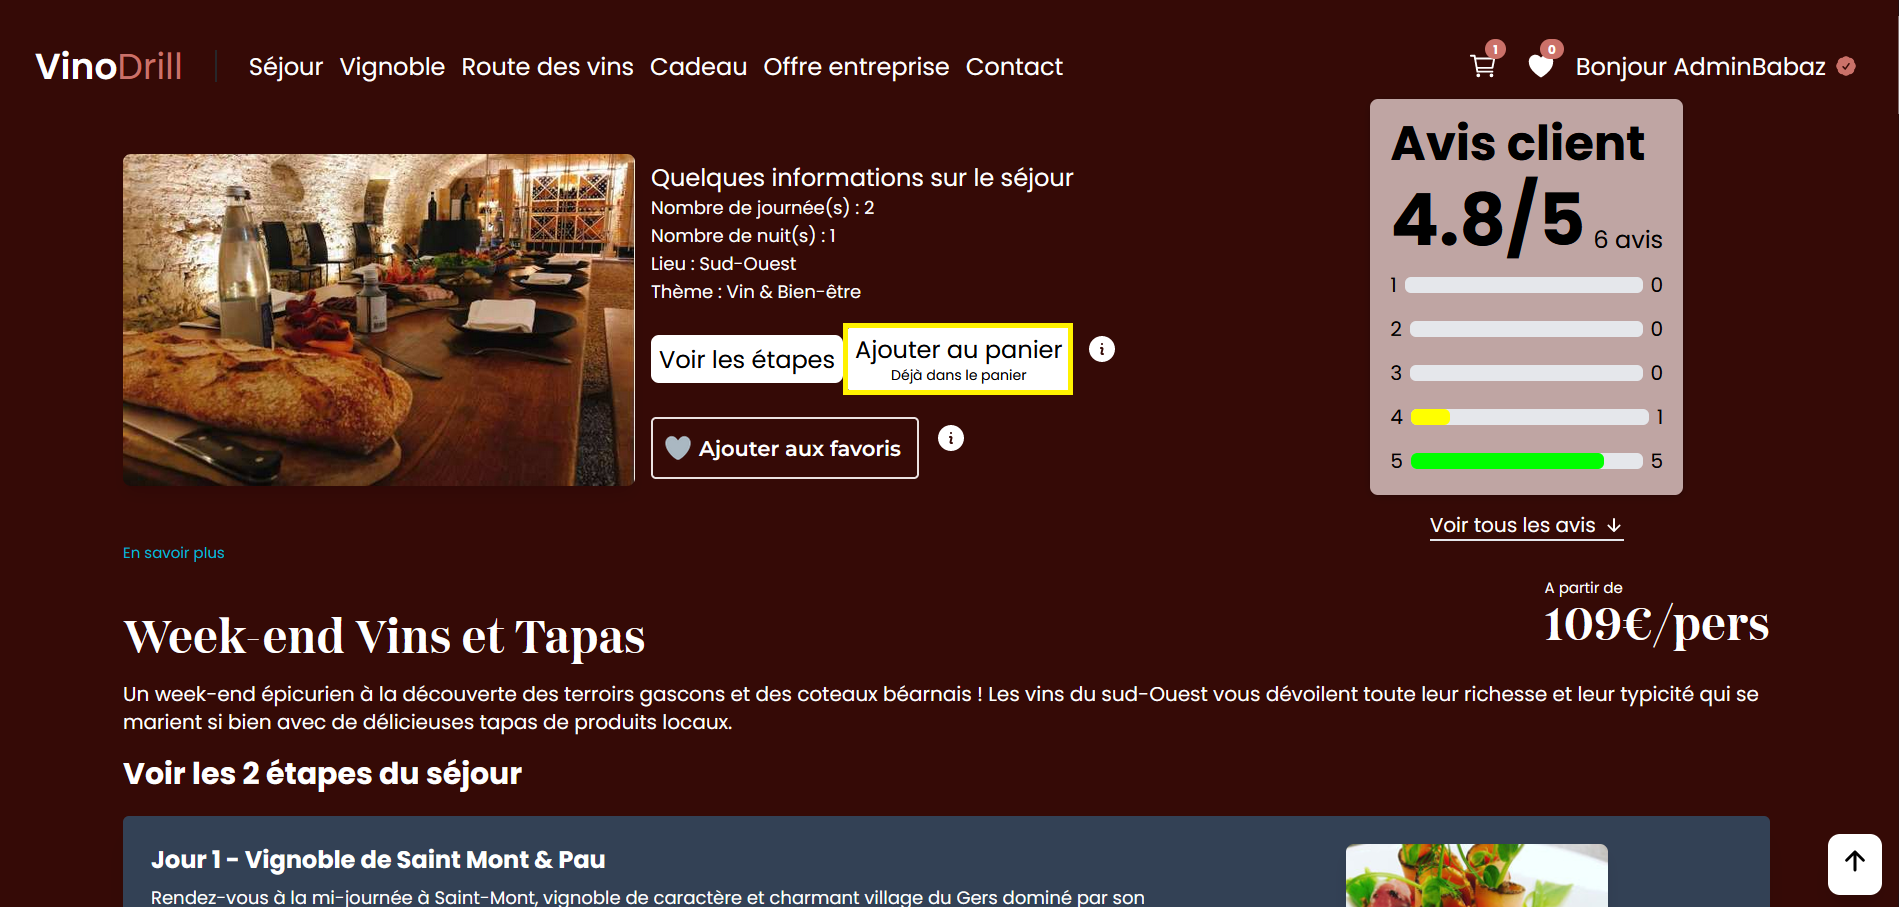 VinoDrill
Séjour Vignoble Route des vins Cadeau Offre entreprise Contact
1
0
Bonjour AdminBabaz
Quelques informations sur le séjour
Nombre de journée(s) : 2
Nombre de nuit(s) : 1
Lieu : Sud-Ouest
Thème : Vin & Bien-être
Voir les étapes
Ajouter au panier
Déjà dans le panier
i
Ajouter aux favoris
i
Avis client
4.8/5 6 avis
1 0
2 0
3 0
4 1
5 5
Voir tous les avis
En savoir plus
A partir de
109€/pers
Week-end Vins et Tapas
Un week-end épicurien à la découverte des terroirs gascons et des coteaux béarnais ! Les vins du sud-Ouest vous dévoilent toute leur richesse et leur typicité qui se
marient si bien avec de délicieuses tapas de produits locaux.
Voir les 2 étapes du séjour
Jour 1 - Vignoble de Saint Mont & Pau
Rendez-vous à la mi-journée à Saint-Mont, vignoble de caractère et charmant village du Gers dominé par son